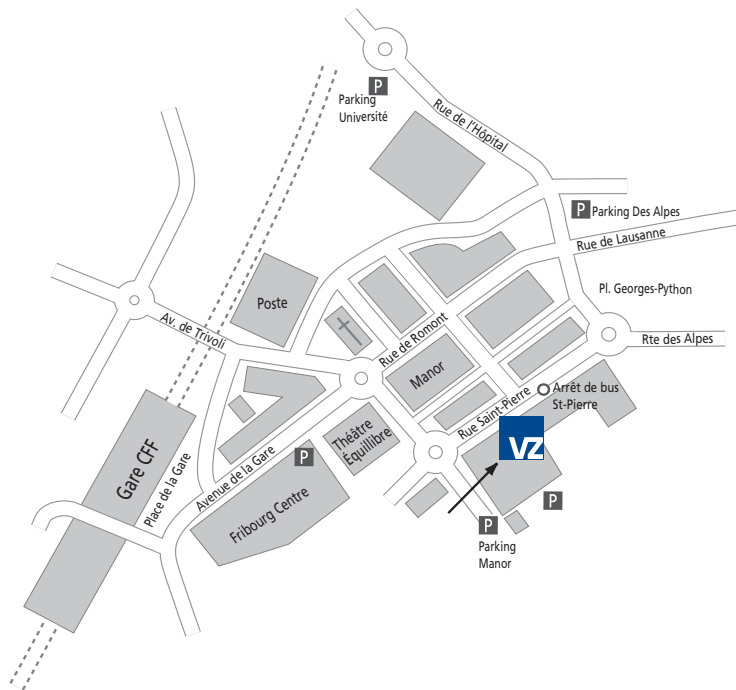 P
Parking
Université
Rue de l'Hôpital
P Parking Des Alpes
Rue de Lausanne
Pl. Georges-Python
Poste
Av. de Trivoli
Rue de Romont
Rte des Alpes
Manor
Arrêt de bus
St-Pierre
Rue Saint-Pierre
Théâtre
Équillibre
VZ
P
Gare CFF
Place de la Gare
Avenue de la Gare
Fribourg Centre
P
P
Parking
Manor